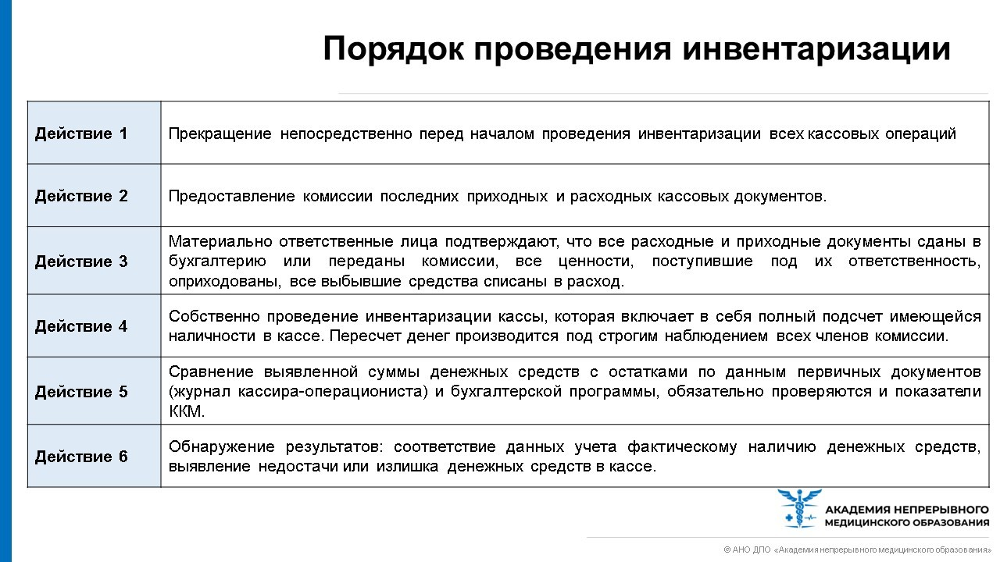 Порядок проведения инвентаризации
Действие 1
Прекращение непосредственно перед началом проведения инвентаризации всех кассовых операций
Действие 2
Предоставление комиссии последних приходных и расходных кассовых документов.
Действие 3
Материально ответственные лица подтверждают, что все расходные и приходные документы сданы в
бухгалтерию или переданы комиссии, все ценности, поступившие под их ответственность,
оприходованы, все выбывшие средства списаны в расход.
Действие 4
Собственно проведение инвентаризации кассы, которая включает в себя полный подсчет имеющейся
наличности в кассе. Пересчет денег производится под строгим наблюдением всех членов комиссии.
Действие 5
Сравнение выявленной суммы денежных средств с остатками по данным первичных документов
(журнал кассира-операциониста) и бухгалтерской программы, обязательно проверяются и показатели
ККМ.
Действие 6
Обнаружение результатов: соответствие данных учета фактическому наличию денежных средств,
выявление недостачи или излишка денежных средств в кассе.
АКАДЕМИЯ НЕПРЕРЫВНОГО
МЕДИЦИНСКОГО ОБРАЗОВАНИЯ
© АНО ДПО «Академия непрерывного медицинского образования»